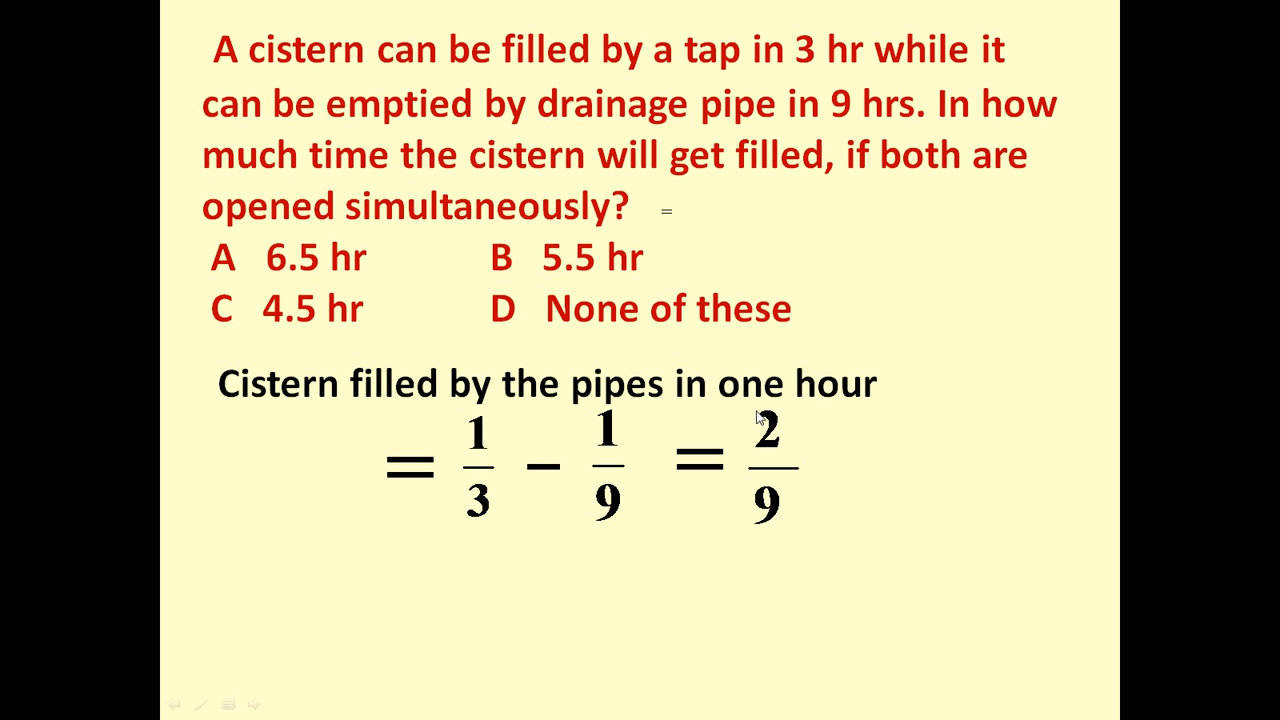 A cistern can be filled by a tap in 3 hr while it
can be emptied by drainage pipe in 9 hrs. In how
much time the cistern will get filled, if both are
opened simultaneously? =
A 6.5 hr B 5.5 hr
C 4.5 hr D None of these
Cistern filled by the pipes in one hour
= 1/3 – 1/9 = 2/9